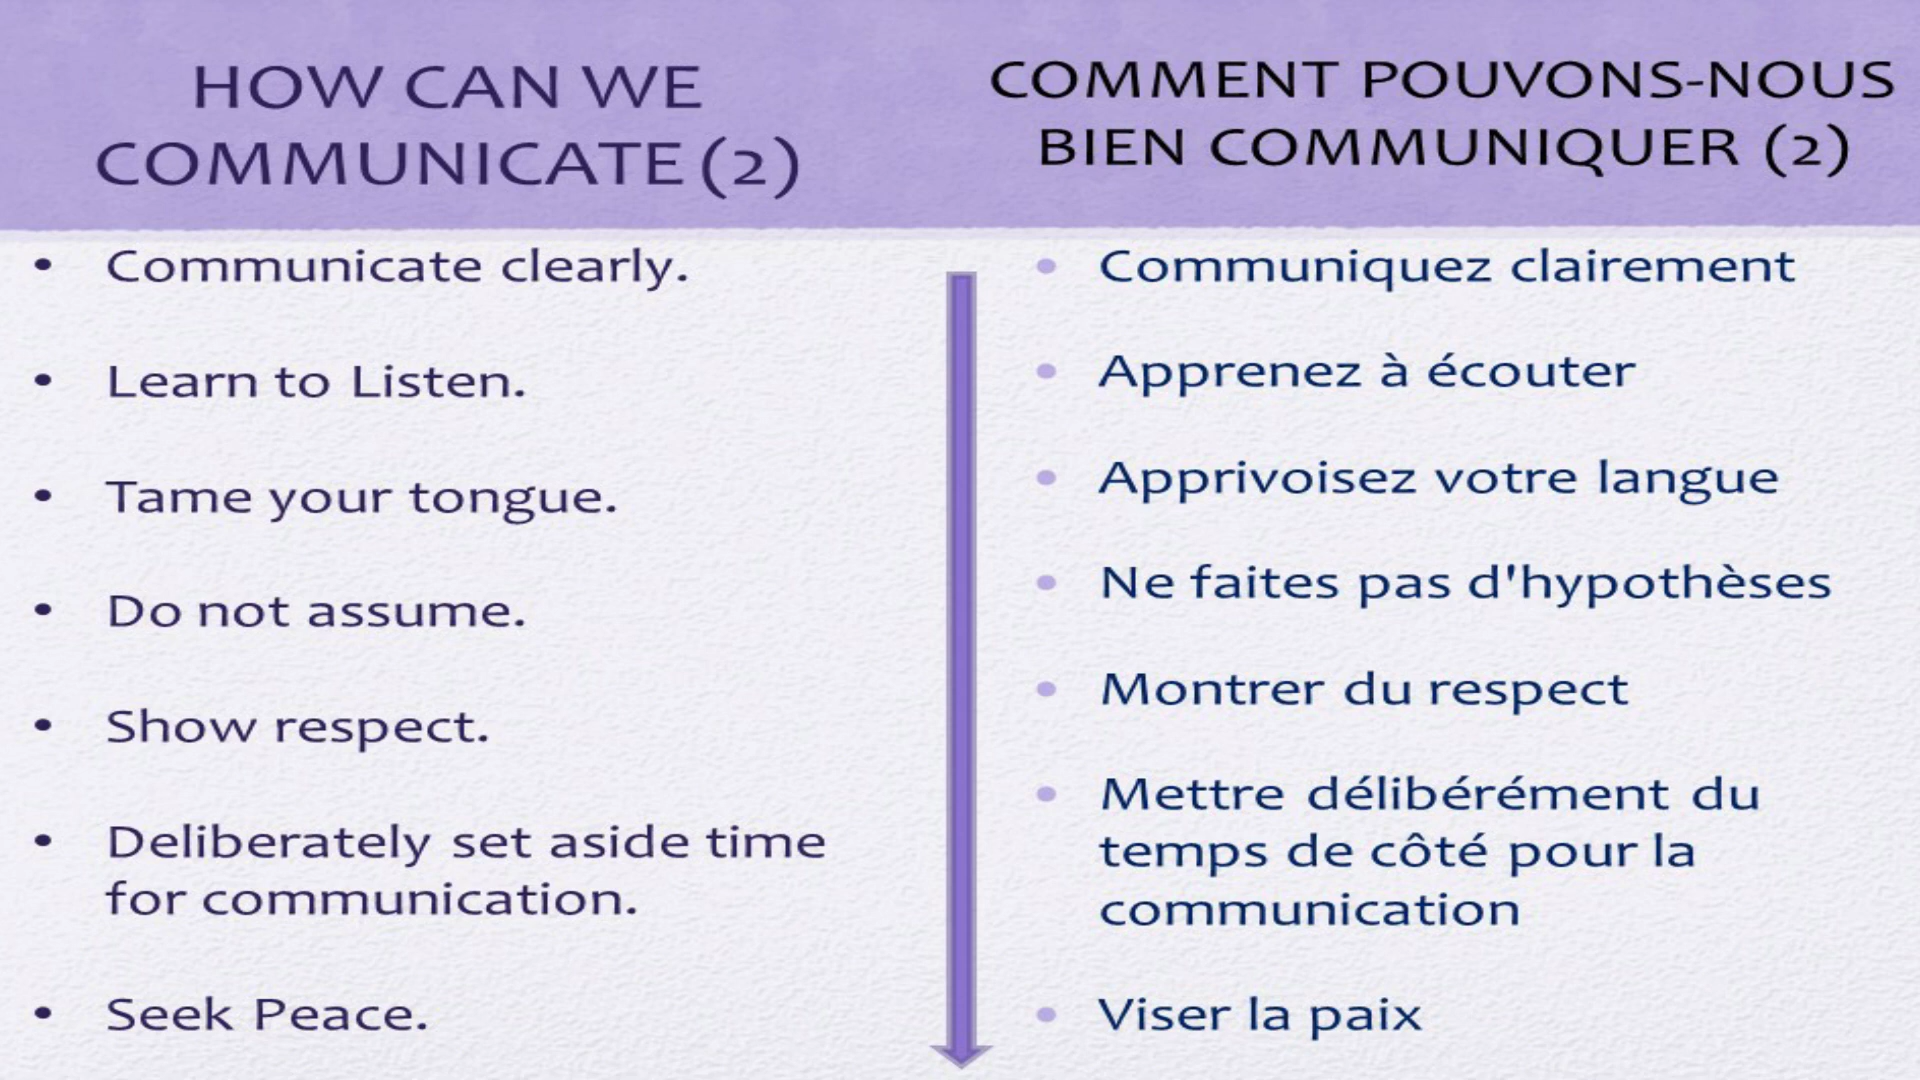 HOW CAN WE
COMMUNICATE (2)
• Communicate clearly.
• Learn to Listen.
• Tame your tongue.
• Do not assume.
• Show respect.
• Deliberately set aside time
for communication.
• Seek Peace.
COMMENT POUVONS-NOUS
BIEN COMMUNIQUER (2)
• Communiquez clairement
• Apprenez à écouter
• Apprivoisez votre langue
• Ne faites pas d'hypothèses
• Montrer du respect
• Mettre délibérément du
temps de côté pour la
communication
• Viser la paix